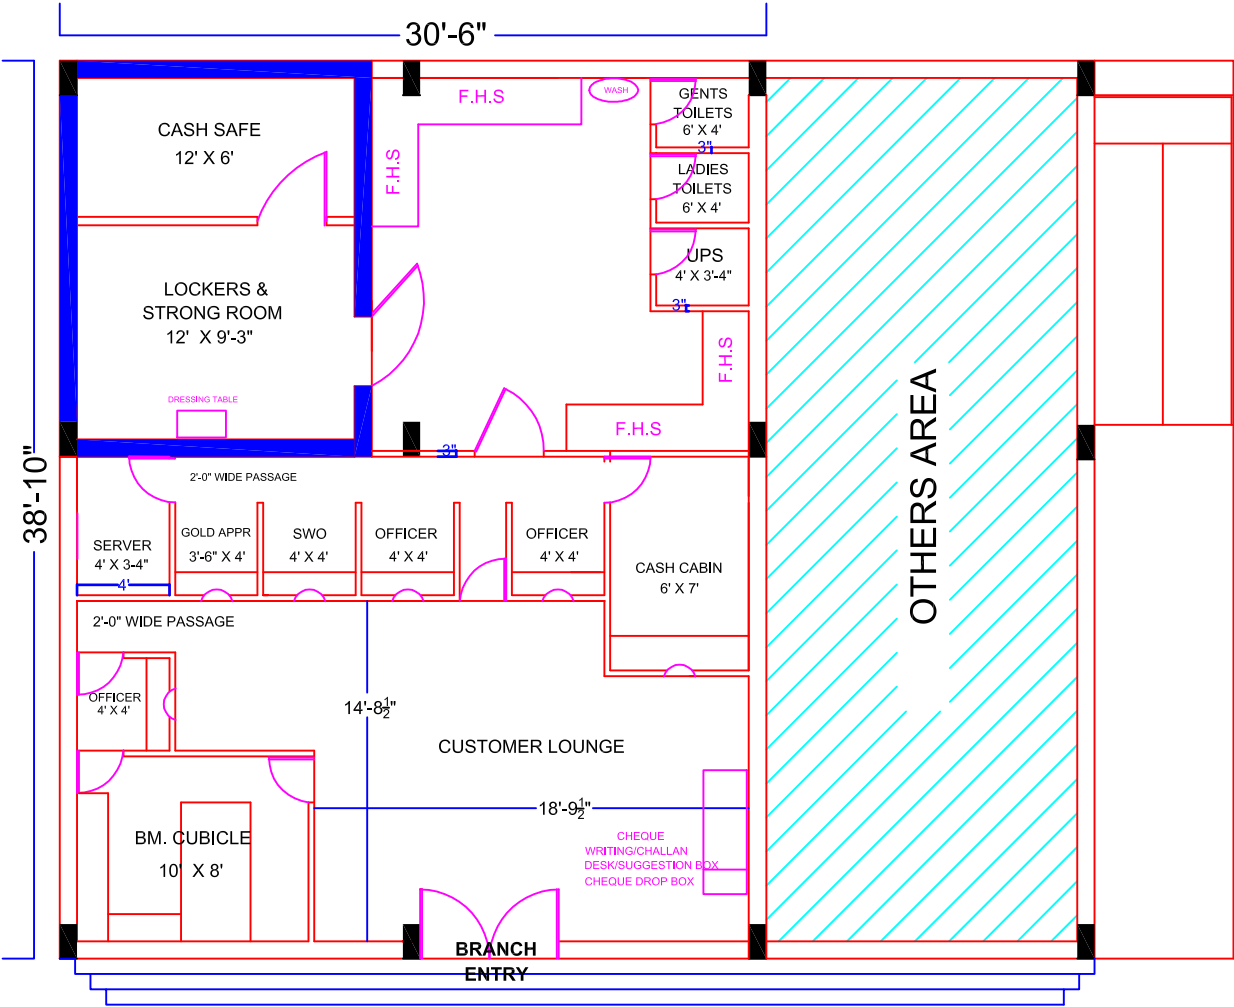 30'-6"
F.H.S
WASH
GENTS
TOILETS
6' X 4'
3"
CASH SAFE
12' X 6'
F.H.S
LADIES
TOILETS
6' X 4'
UPS
4' X 3'-4"
3"
LOCKERS &
STRONG ROOM
12' X 9'-3"
F.H.S
DRESSING TABLE
F.H.S
3"
38'-10"
OTHERS AREA
2'-0" WIDE PASSAGE
SERVER
4' X 3-4"
4'
GOLD APPR
3'-6" X 4'
SWO
4' X 4'
OFFICER
4' X 4'
OFFICER
4' X 4'
CASH CABIN
6' X 7'
2'-0" WIDE PASSAGE
OFFICER
4' X 4'
14'-8½"
CUSTOMER LOUNGE
18'-9½"
BM. CUBICLE
10' X 8'
CHEQUE
WRITING/CHALLAN
DESK/SUGGESTION BOX
CHEQUE DROP BOX
BRANCH
ENTRY